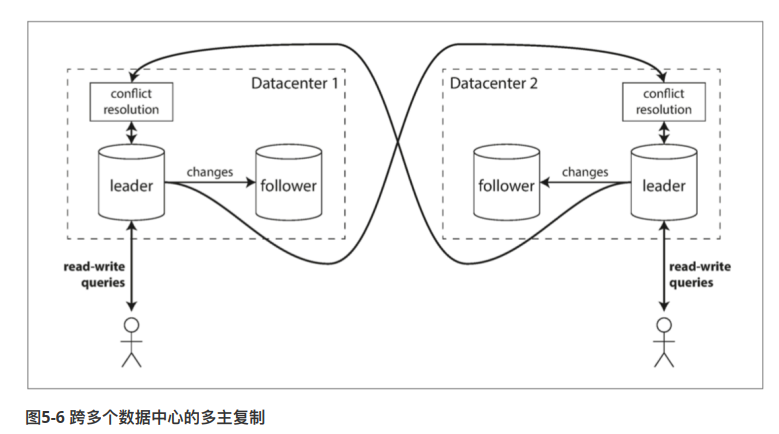 Datacenter 1
conflict
resolution
leader
changes
follower
read-write
queries
Datacenter 2
conflict
resolution
follower
changes
leader
read-write
queries
图5-6 跨多个数据中心的多主复制